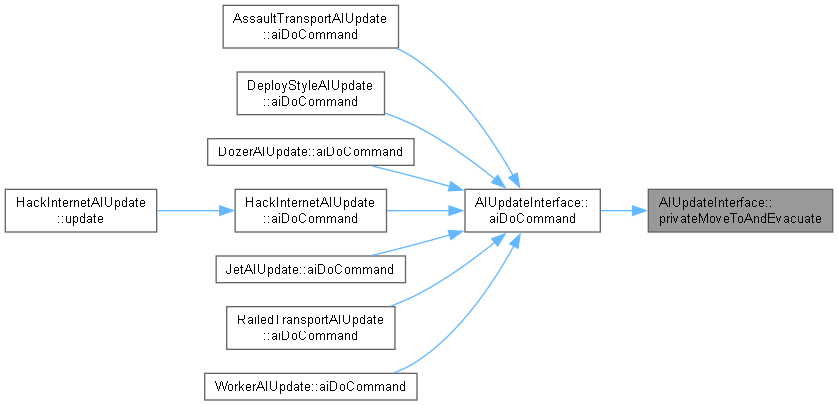 AssaultTransportAIUpdate
::aiDoCommand
DeployStyleAIUpdate
::aiDoCommand
DozerAIUpdate::aiDoCommand
HackInternetAIUpdate
::update
HackInternetAIUpdate
::aiDoCommand
AIUpdateInterface::
aiDoCommand
AIUpdateInterface::
privateMoveToAndEvacuate
JetAIUpdate::aiDoCommand
RailedTransportAIUpdate
::aiDoCommand
WorkerAIUpdate::aiDoCommand